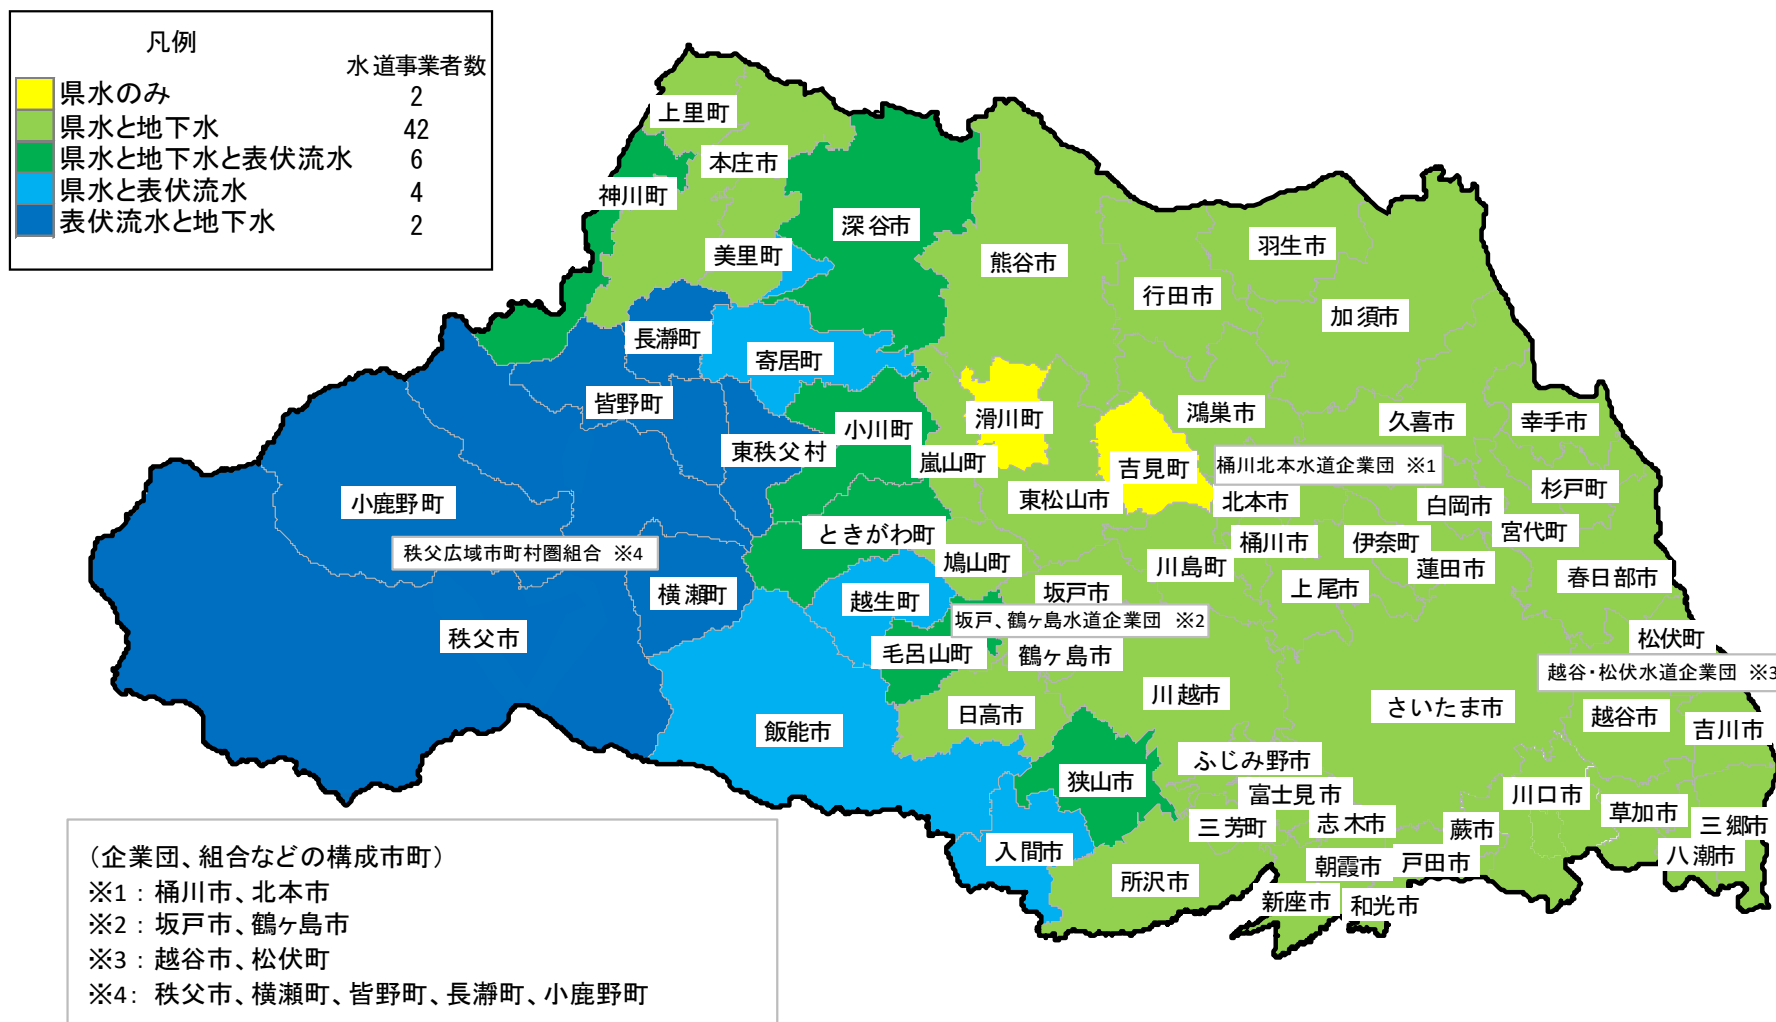 凡例
水道事業者数
県水のみ 2
県水と地下水 42
県水と地下水と表伏流水 6
県水と表伏流水 4
表伏流水と地下水 2
上里町
本庄市
神川町
深谷市
美里町
熊谷市
羽生市
行田市
加須市
長瀞町
寄居町
皆野町
滑川町
鴻巣市
久喜市
幸手市
小川町
東秩父村
嵐山町
吉見町
桶川北本水道企業団 ※1
小鹿野町
東松山市
北本市
白岡市
杉戸町
宮代町
ときがわ町
桶川市
伊奈町
秩父広域市町村圏組合 ※4
鳩山町
川島町
蓮田市
春日部市
横瀬町
越生町
坂戸市
上尾市
坂戸、鶴ヶ島水道企業団 ※2
秩父市
毛呂山町
鶴ヶ島市
松伏町
越谷・松伏水道企業団 ※3
川越市
さいたま市
日高市
越谷市
吉川市
飯能市
ふじみ野市
狭山市
富士見市
川口市
三芳町
志木市
蕨市
草加市
三郷市
入間市
朝霞市
戸田市
八潮市
所沢市
新座市
和光市
（企業団、組合などの構成市町）
※1：桶川市、北本市
※2：坂戸市、鶴ヶ島市
※3：越谷市、松伏町
※4：秩父市、横瀬町、皆野町、長瀞町、小鹿野町